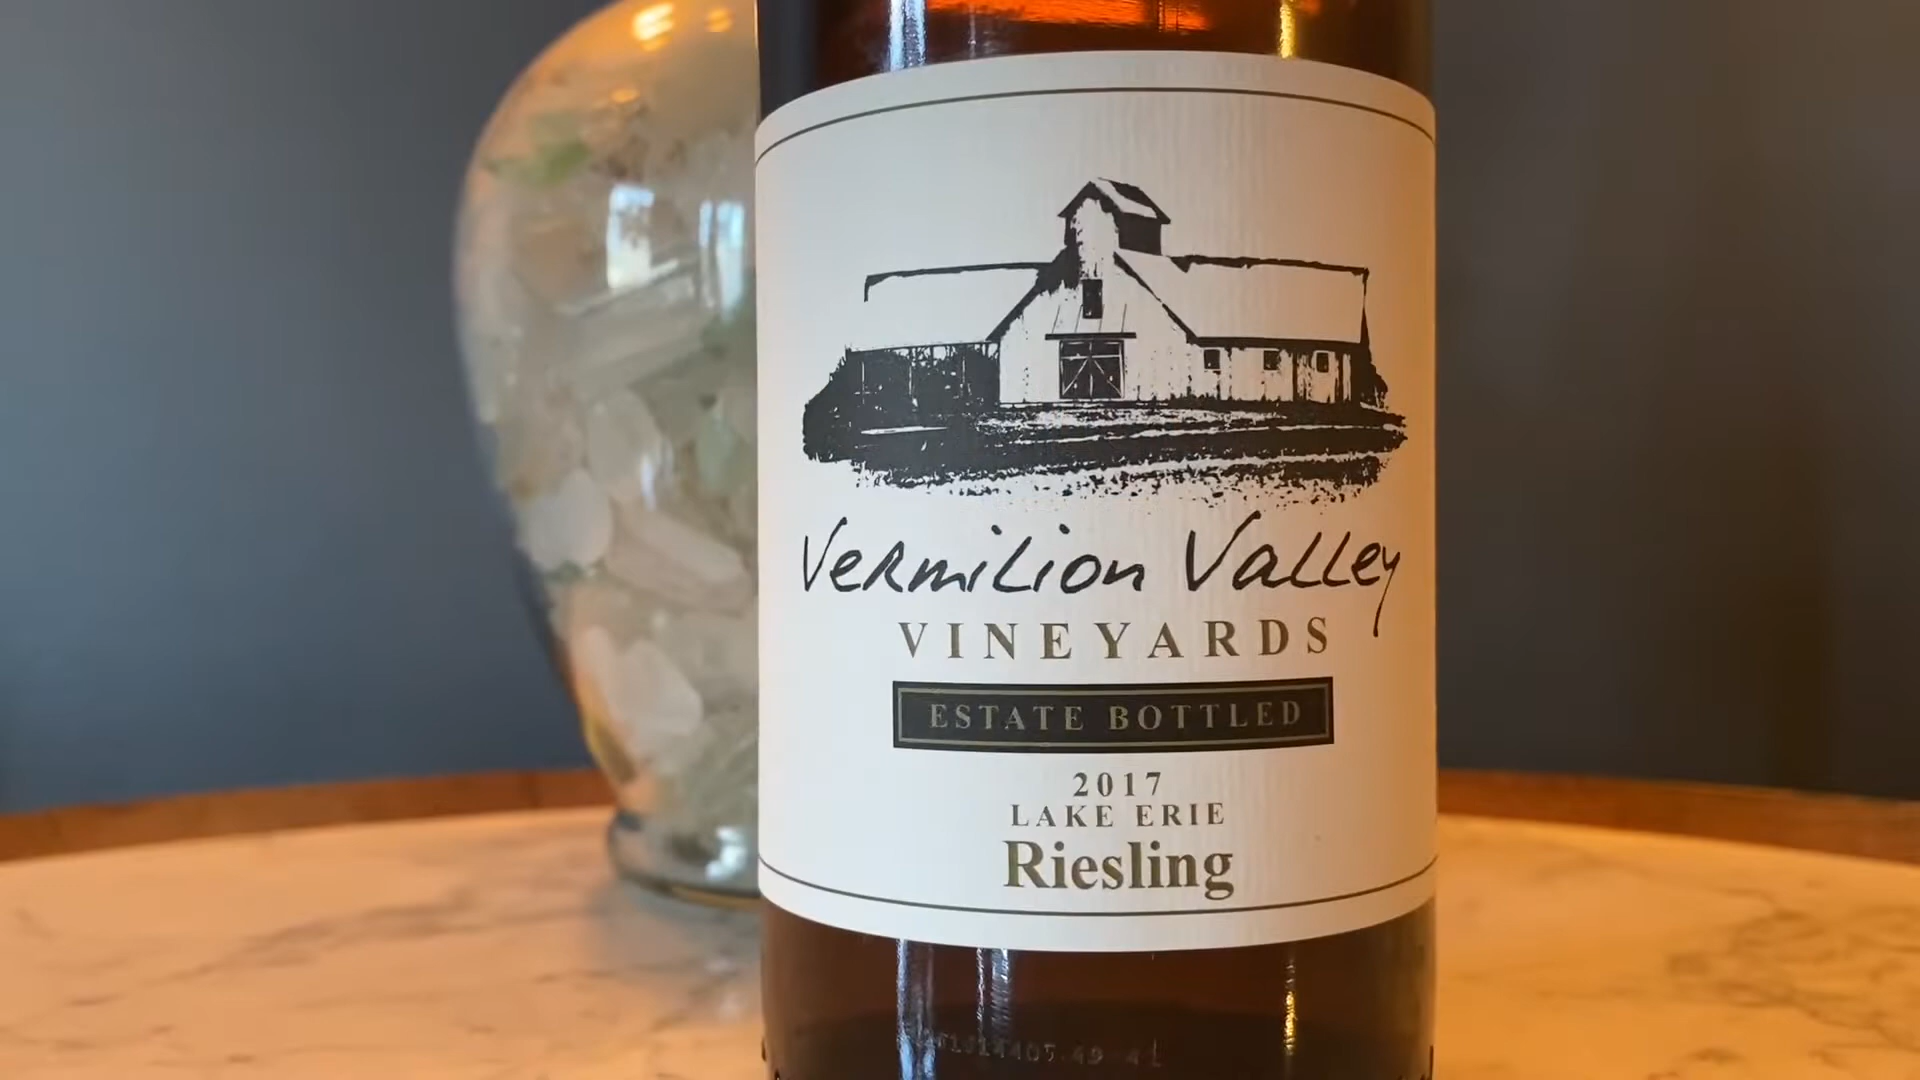 Vermilion Valley
VINEYARDS
ESTATE BOTTLED
2017
LAKE ERIE
Riesling